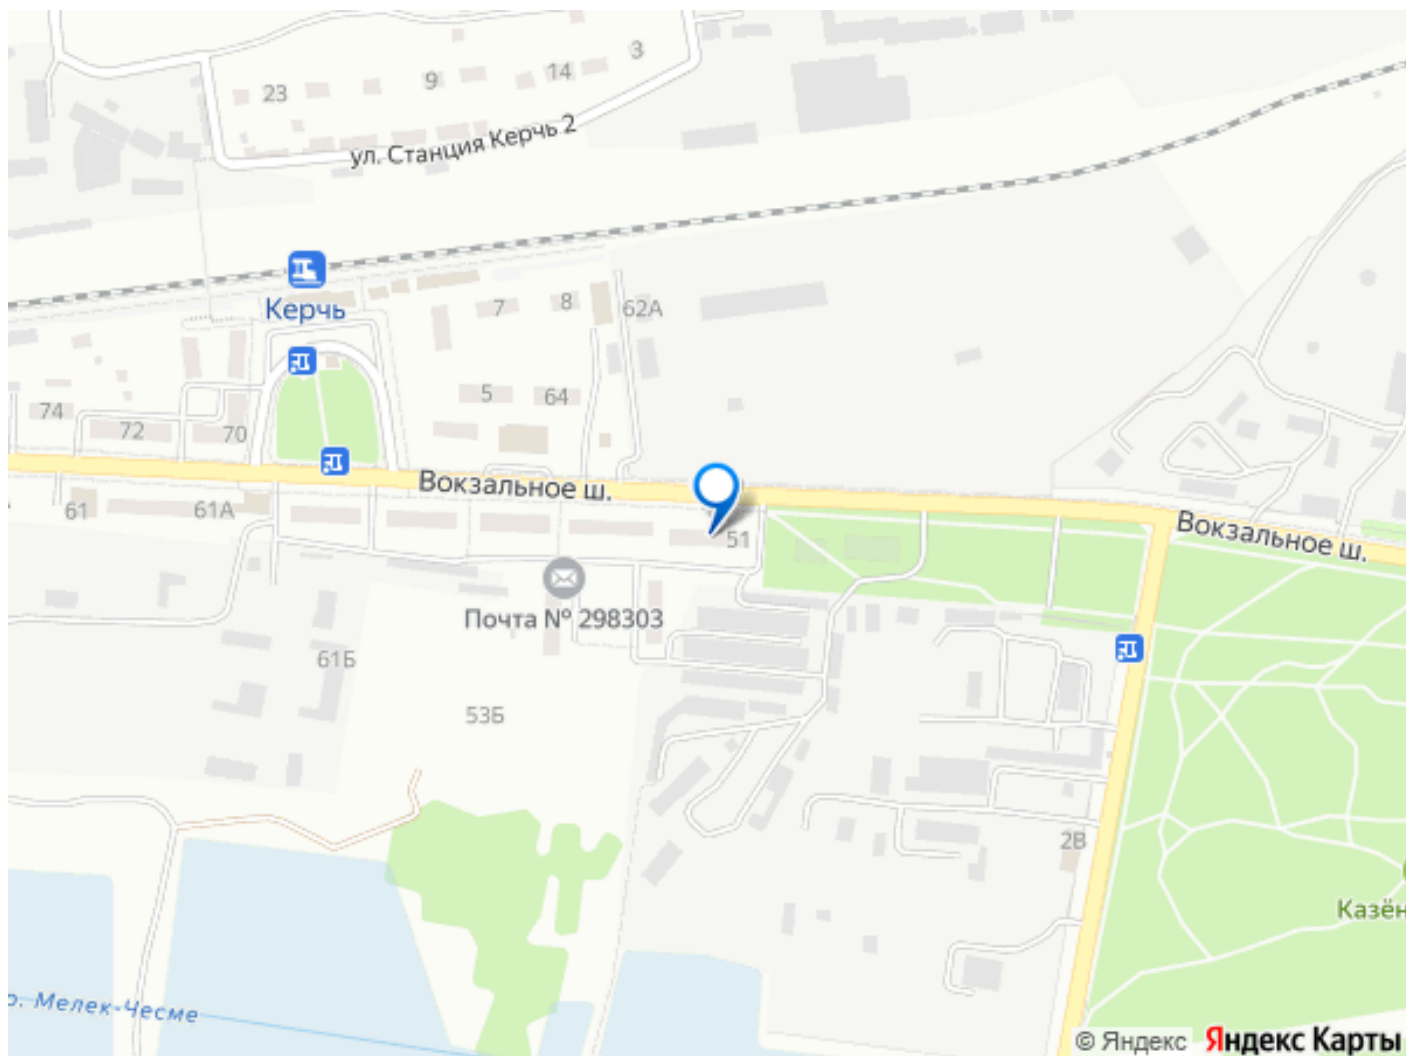 3
14
9
23
ул. Станция Керчь 2
Керчь
7
8
62А
5
64
74
72
70
Вокзальное ш.
61
61А
51
Вокзальное ш.
Почта № 298303
61Б
53Б
2В
Казён
р. Мелек-Чесме
© Яндекс Яндекс Карты